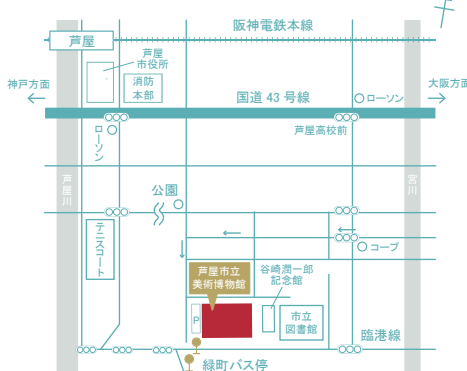 阪神電鉄本線
芦屋
芦屋
市役所
消防
本部
神戸方面
大阪方面
国道 43 号線
ローソン
ローソン
芦屋高校前
芦屋川
宮川
公園
テニスコート
コープ
芦屋市立
美術博物館
谷崎潤一郎
記念館
P
市立
図書館
臨港線
緑町バス停